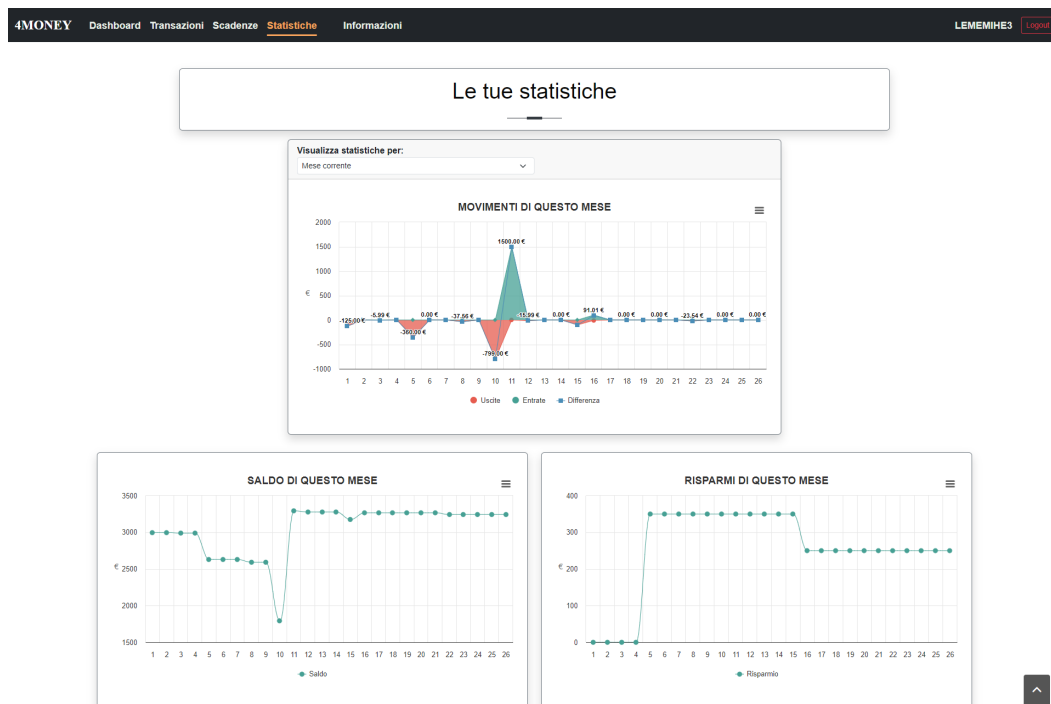 4MONEY Dashboard Transazioni Scadenze Statistiche Informazioni LEMEMIHE3 Logout
Le tue statistiche
Visualizza statistiche per:
Mese corrente
MOVIMENTI DI QUESTO MESE
2000
1500
1000
500
0
-500
-1000
€
1500.00 €
-125.00 €
-5.99 €
-360.00 €
0.00 €
-37.56 €
-799.00 €
-15.99 €
0.00 €
91.01 €
0.00 €
0.00 €
-23.54 €
0.00 €
0.00 €
1 2 3 4 5 6 7 8 9 10 11 12 13 14 15 16 17 18 19 20 21 22 23 24 25 26
Uscite Entrate Differenza
SALDO DI QUESTO MESE
3500
3000
€ 2500
2000
1500
1 2 3 4 5 6 7 8 9 10 11 12 13 14 15 16 17 18 19 20 21 22 23 24 25 26
Saldo
RISPARMI DI QUESTO MESE
400
300
€ 200
100
0
1 2 3 4 5 6 7 8 9 10 11 12 13 14 15 16 17 18 19 20 21 22 23 24 25 26
Risparmio